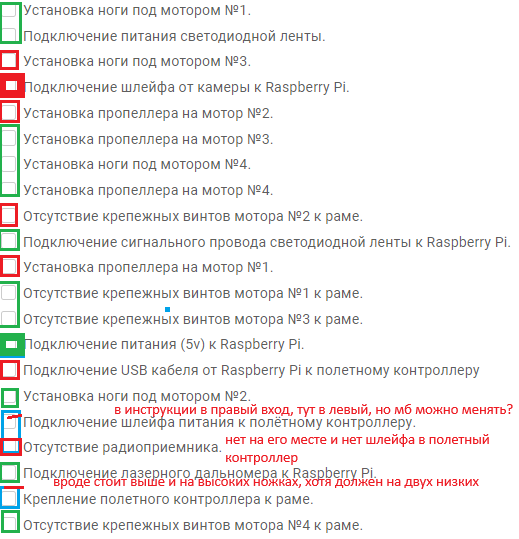 Установка ноги под мотором №1.
Подключение питания светодиодной ленты.
Установка ноги под мотором №3.
Подключение шлейфа от камеры к Raspberry Pi.
Установка пропеллера на мотор №2.
Установка пропеллера на мотор №3.
Установка ноги под мотором №4.
Установка пропеллера на мотор №4.
Отсутствие крепежных винтов мотора №2 к раме.
Подключение сигнального провода светодиодной ленты к Raspberry Pi.
Установка пропеллера на мотор №1.
Отсутствие крепежных винтов мотора №1 к раме.
Отсутствие крепежных винтов мотора №3 к раме.
Подключение питания (5v) к Raspberry Pi.
Подключение USB кабеля от Raspberry Pi к полетному контроллеру
Установка ноги под мотором №2.
в инструкции в правый вход, тут в левый, но мб можно менять?
Подключение шлейфа питания к полётному контроллеру.
Отсутствие радиоприемника. нет на его месте и нет шлейфа в полетный
контроллер
Подключение лазерного дальномера к Raspberry Pi.
вроде стоит выше и на высоких ножках, хотя должен на двух низких
Крепление полетного контроллера к раме.
Отсутствие крепежных винтов мотора №4 к раме.